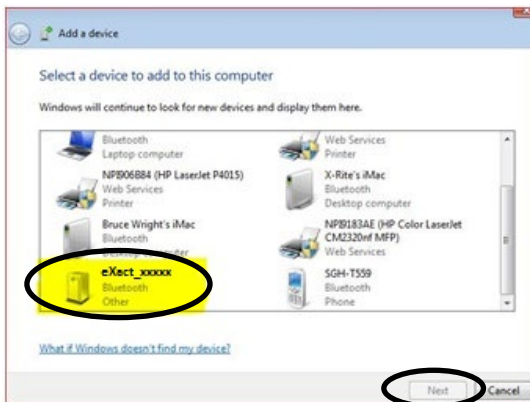 Add a device
Select a device to add to this computer
Windows will continue to look for new devices and display them here.
Bluetooth
Laptop computer
Web Services
Printer
NPI906B84 (HP LaserJet P4015)
Web Services
Printer
X-Rite's iMac
Bluetooth
Desktop computer
Bruce Wright's iMac
Bluetooth
Desktop computer
NPI9183AE (HP Color LaserJet
CM2320nf MFP)
Web Services
eXact_xxxxx
Bluetooth
Other
SGH-T559
Bluetooth
Phone
What if Windows doesn't find my device?
Next
Cancel